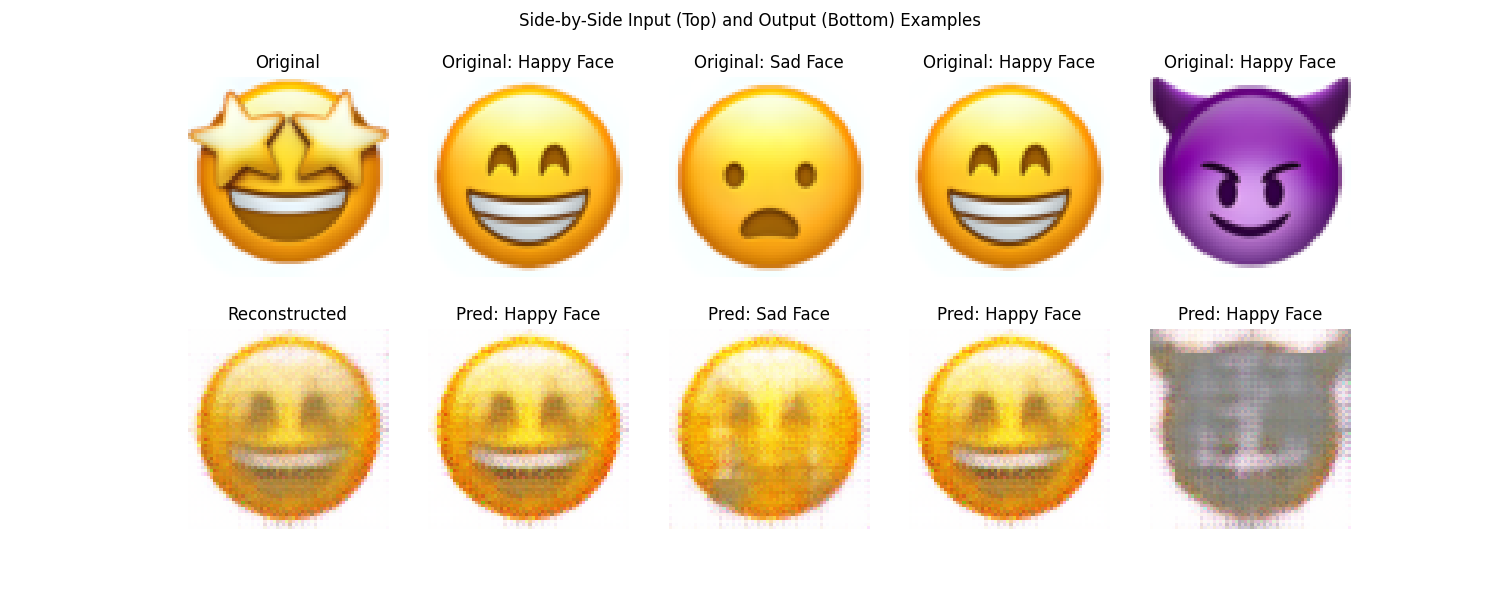 Side-by-Side Input (Top) and Output (Bottom) Examples
Original
Original: Happy Face
Original: Sad Face
Original: Happy Face
Original: Happy Face
Reconstructed
Pred: Happy Face
Pred: Sad Face
Pred: Happy Face
Pred: Happy Face